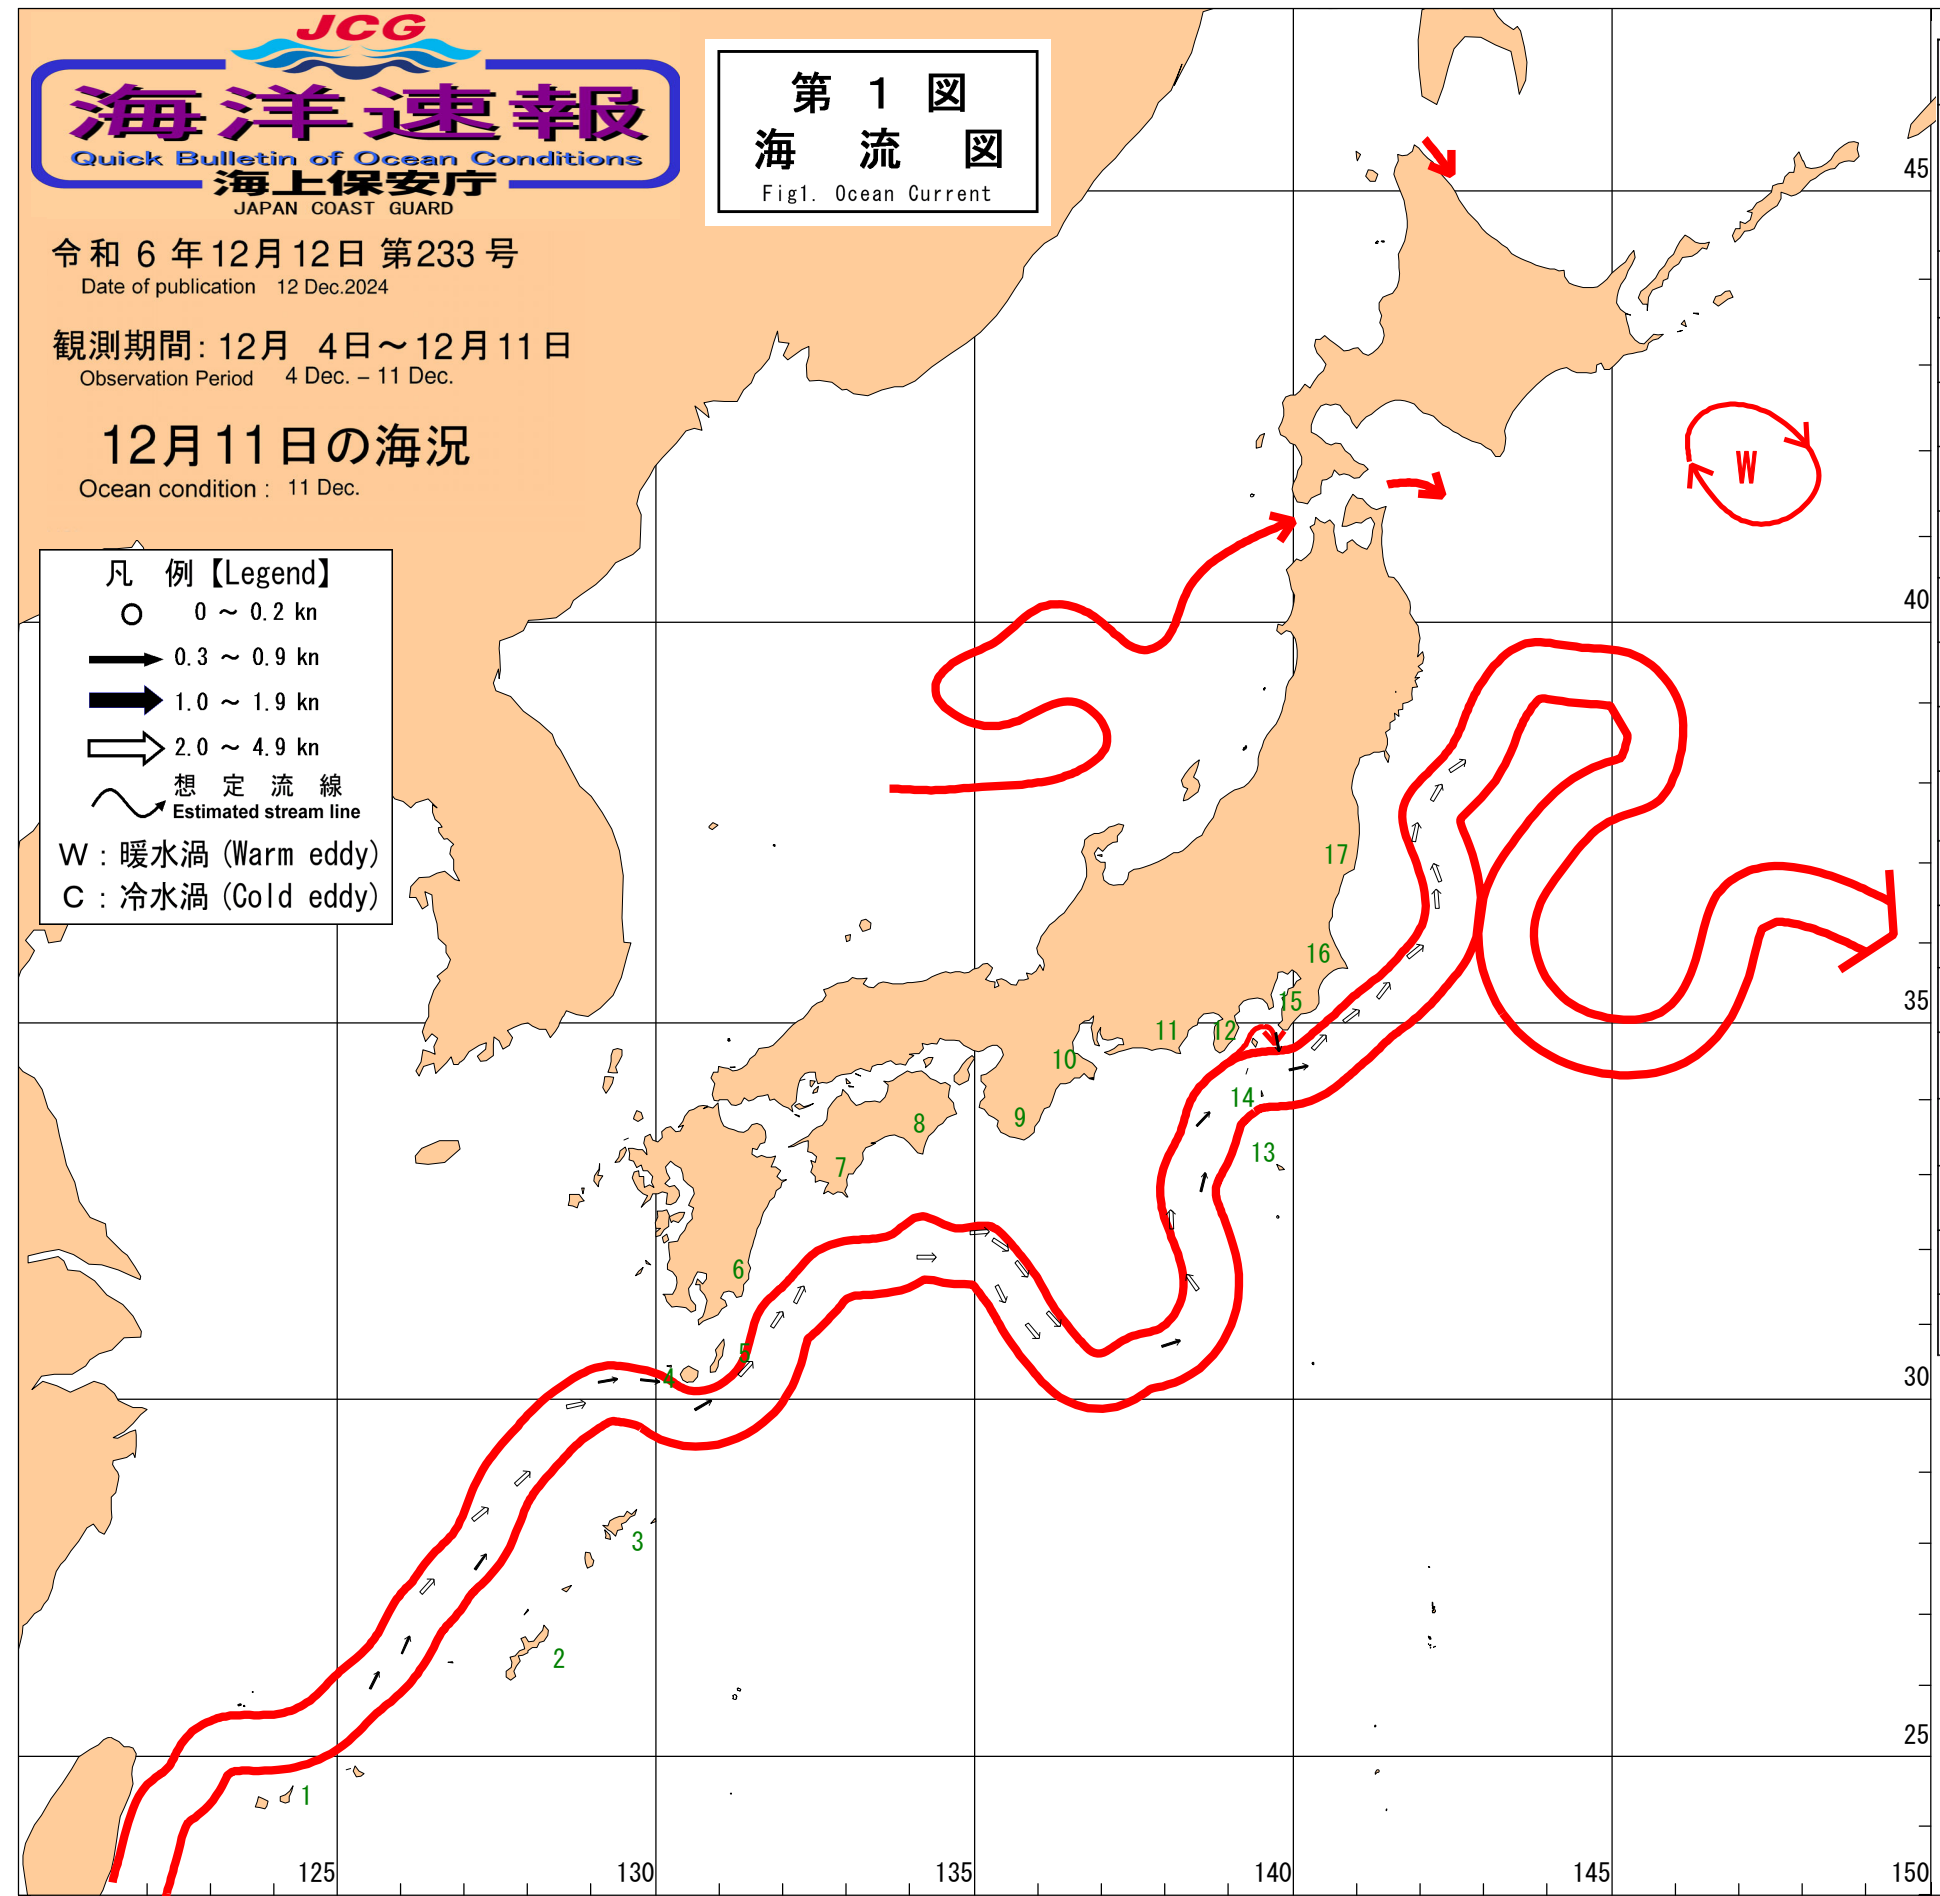 JCG
海洋速報
Quick Bulletin of Ocean Conditions
海上保安庁
JAPAN COAST GUARD
第 1 図
海 流 図
Fig1. Ocean Current
令和 6 年12月12日 第233号
Date of publication 12 Dec.2024
観測期間: 12月 4日～12月11日
Observation Period 4 Dec. – 11 Dec.
12月11日の海況
Ocean condition : 11 Dec.
凡 例【Legend】
0 ～ 0.2 kn
0.3 ～ 0.9 kn
1.0 ～ 1.9 kn
2.0 ～ 4.9 kn
想 定 流 線
Estimated stream line
W : 暖水渦 (Warm eddy)
C : 冷水渦 (Cold eddy)
45
W
40
17
16
35
15
12
11
10
14
9
8
13
7
6
5
4
30
3
2
25
1
125
130
135
140
145
150